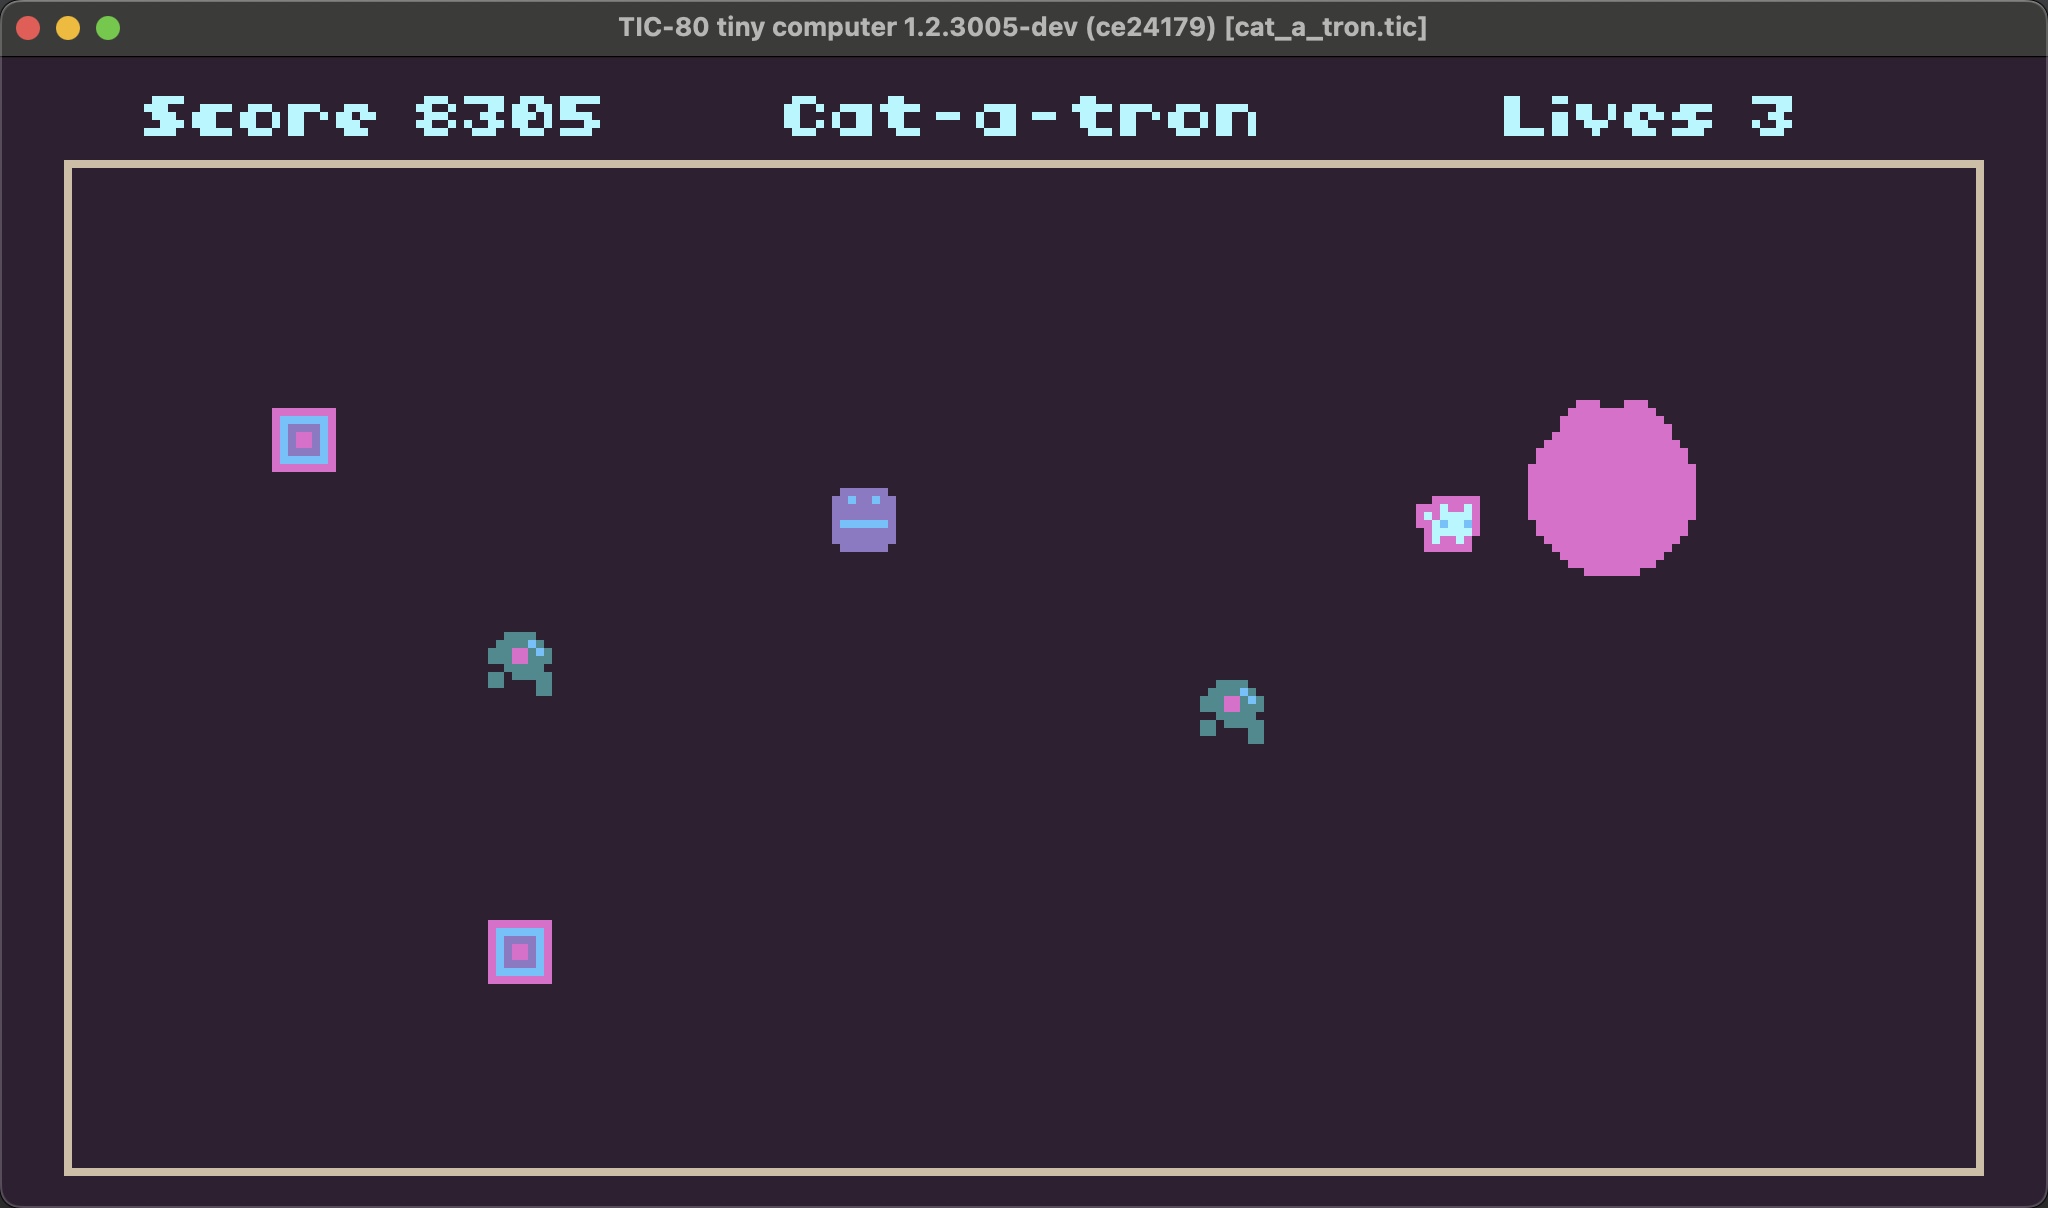 TIC-80 tiny computer 1.2.3005-dev (ce24179) [cat_a_tron.tic]
Score 8305 Cat-a-tron Lives 3